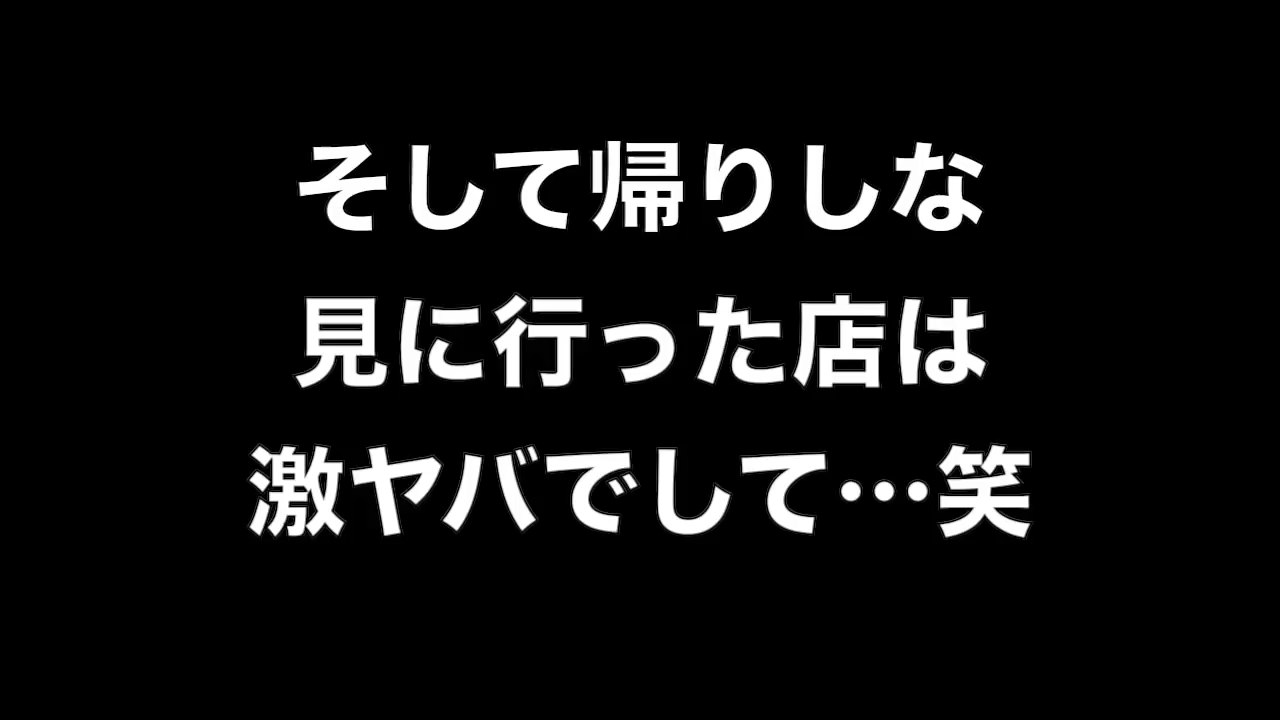 そして帰りしな
見に行った店は
激ヤバでして…笑